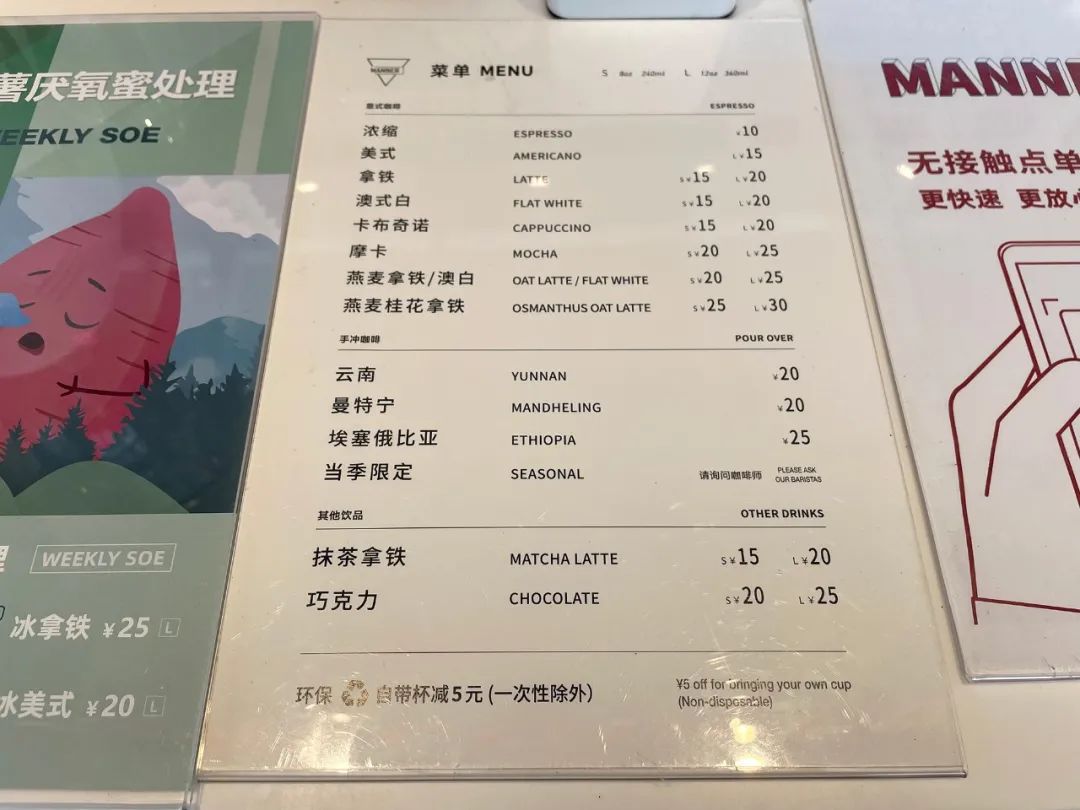 薯厌氧蜜处理
WEEKLY SOE
WEEKLY SOE
冰拿铁 ¥25 L
冰美式 ¥20 L
MANNER
菜单 MENU S 8oz 240ml L 12oz 360ml
意式咖啡 ESPRESSO
浓缩 ESPRESSO ¥10
美式 AMERICANO L¥15
拿铁 LATTE S¥15 L¥20
澳式白 FLAT WHITE S¥15 L¥20
卡布奇诺 CAPPUCCINO S¥15 L¥20
摩卡 MOCHA S¥20 L¥25
燕麦拿铁/澳白 OAT LATTE / FLAT WHITE S¥20 L¥25
燕麦桂花拿铁 OSMANTHUS OAT LATTE S¥25 L¥30
手冲咖啡 POUR OVER
云南 YUNNAN ¥20
曼特宁 MANDHELING ¥20
埃塞俄比亚 ETHIOPIA ¥25
当季限定 SEASONAL 请询问咖啡师 PLEASE ASK
OUR BARISTAS
其他饮品 OTHER DRINKS
抹茶拿铁 MATCHA LATTE S¥15 L¥20
巧克力 CHOCOLATE S¥20 L¥25
环保 自带杯减5元 (一次性除外) ¥5 off for bringing your own cup
(Non-disposable)
MANNE
无接触点单
更快速 更放心